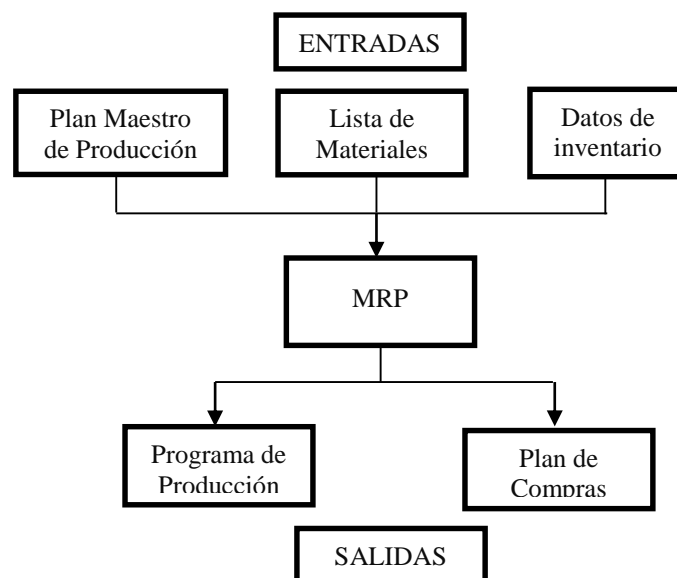 ENTRADAS
Plan Maestro
de Producción
Lista de
Materiales
Datos de
inventario
MRP
Programa de
Producción
Plan de
Compras
SALIDAS